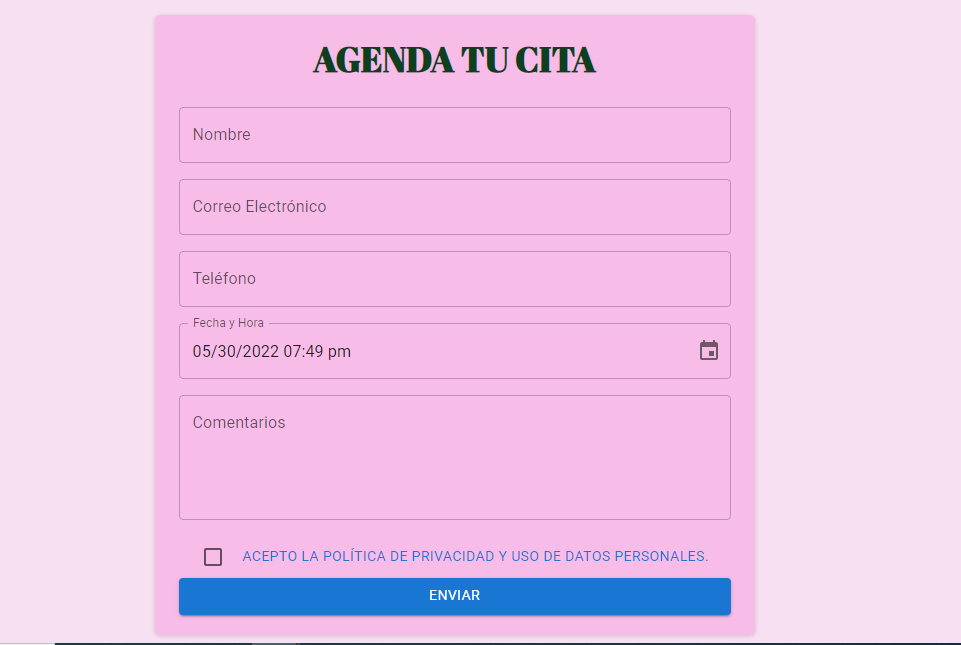 AGENDA TU CITA
Nombre
Correo Electrónico
Teléfono
Fecha y Hora
05/30/2022 07:49 pm
Comentarios
ACEPTO LA POLÍTICA DE PRIVACIDAD Y USO DE DATOS PERSONALES.
ENVIAR